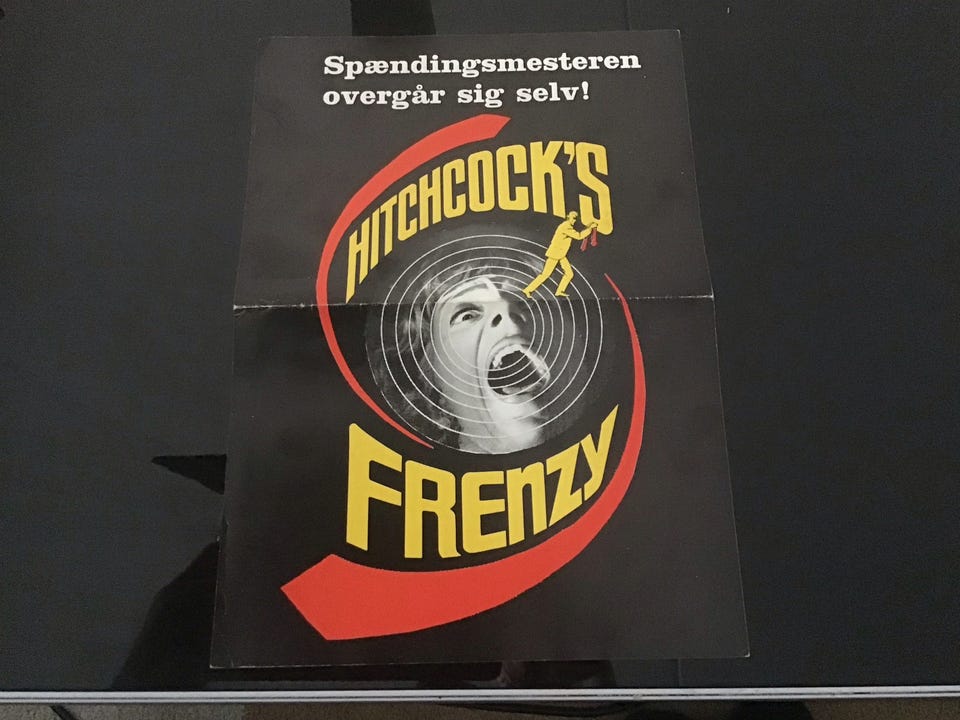 Spændingsmesteren
overgår sig selv!
HITCHCOCK'S
FRENZY